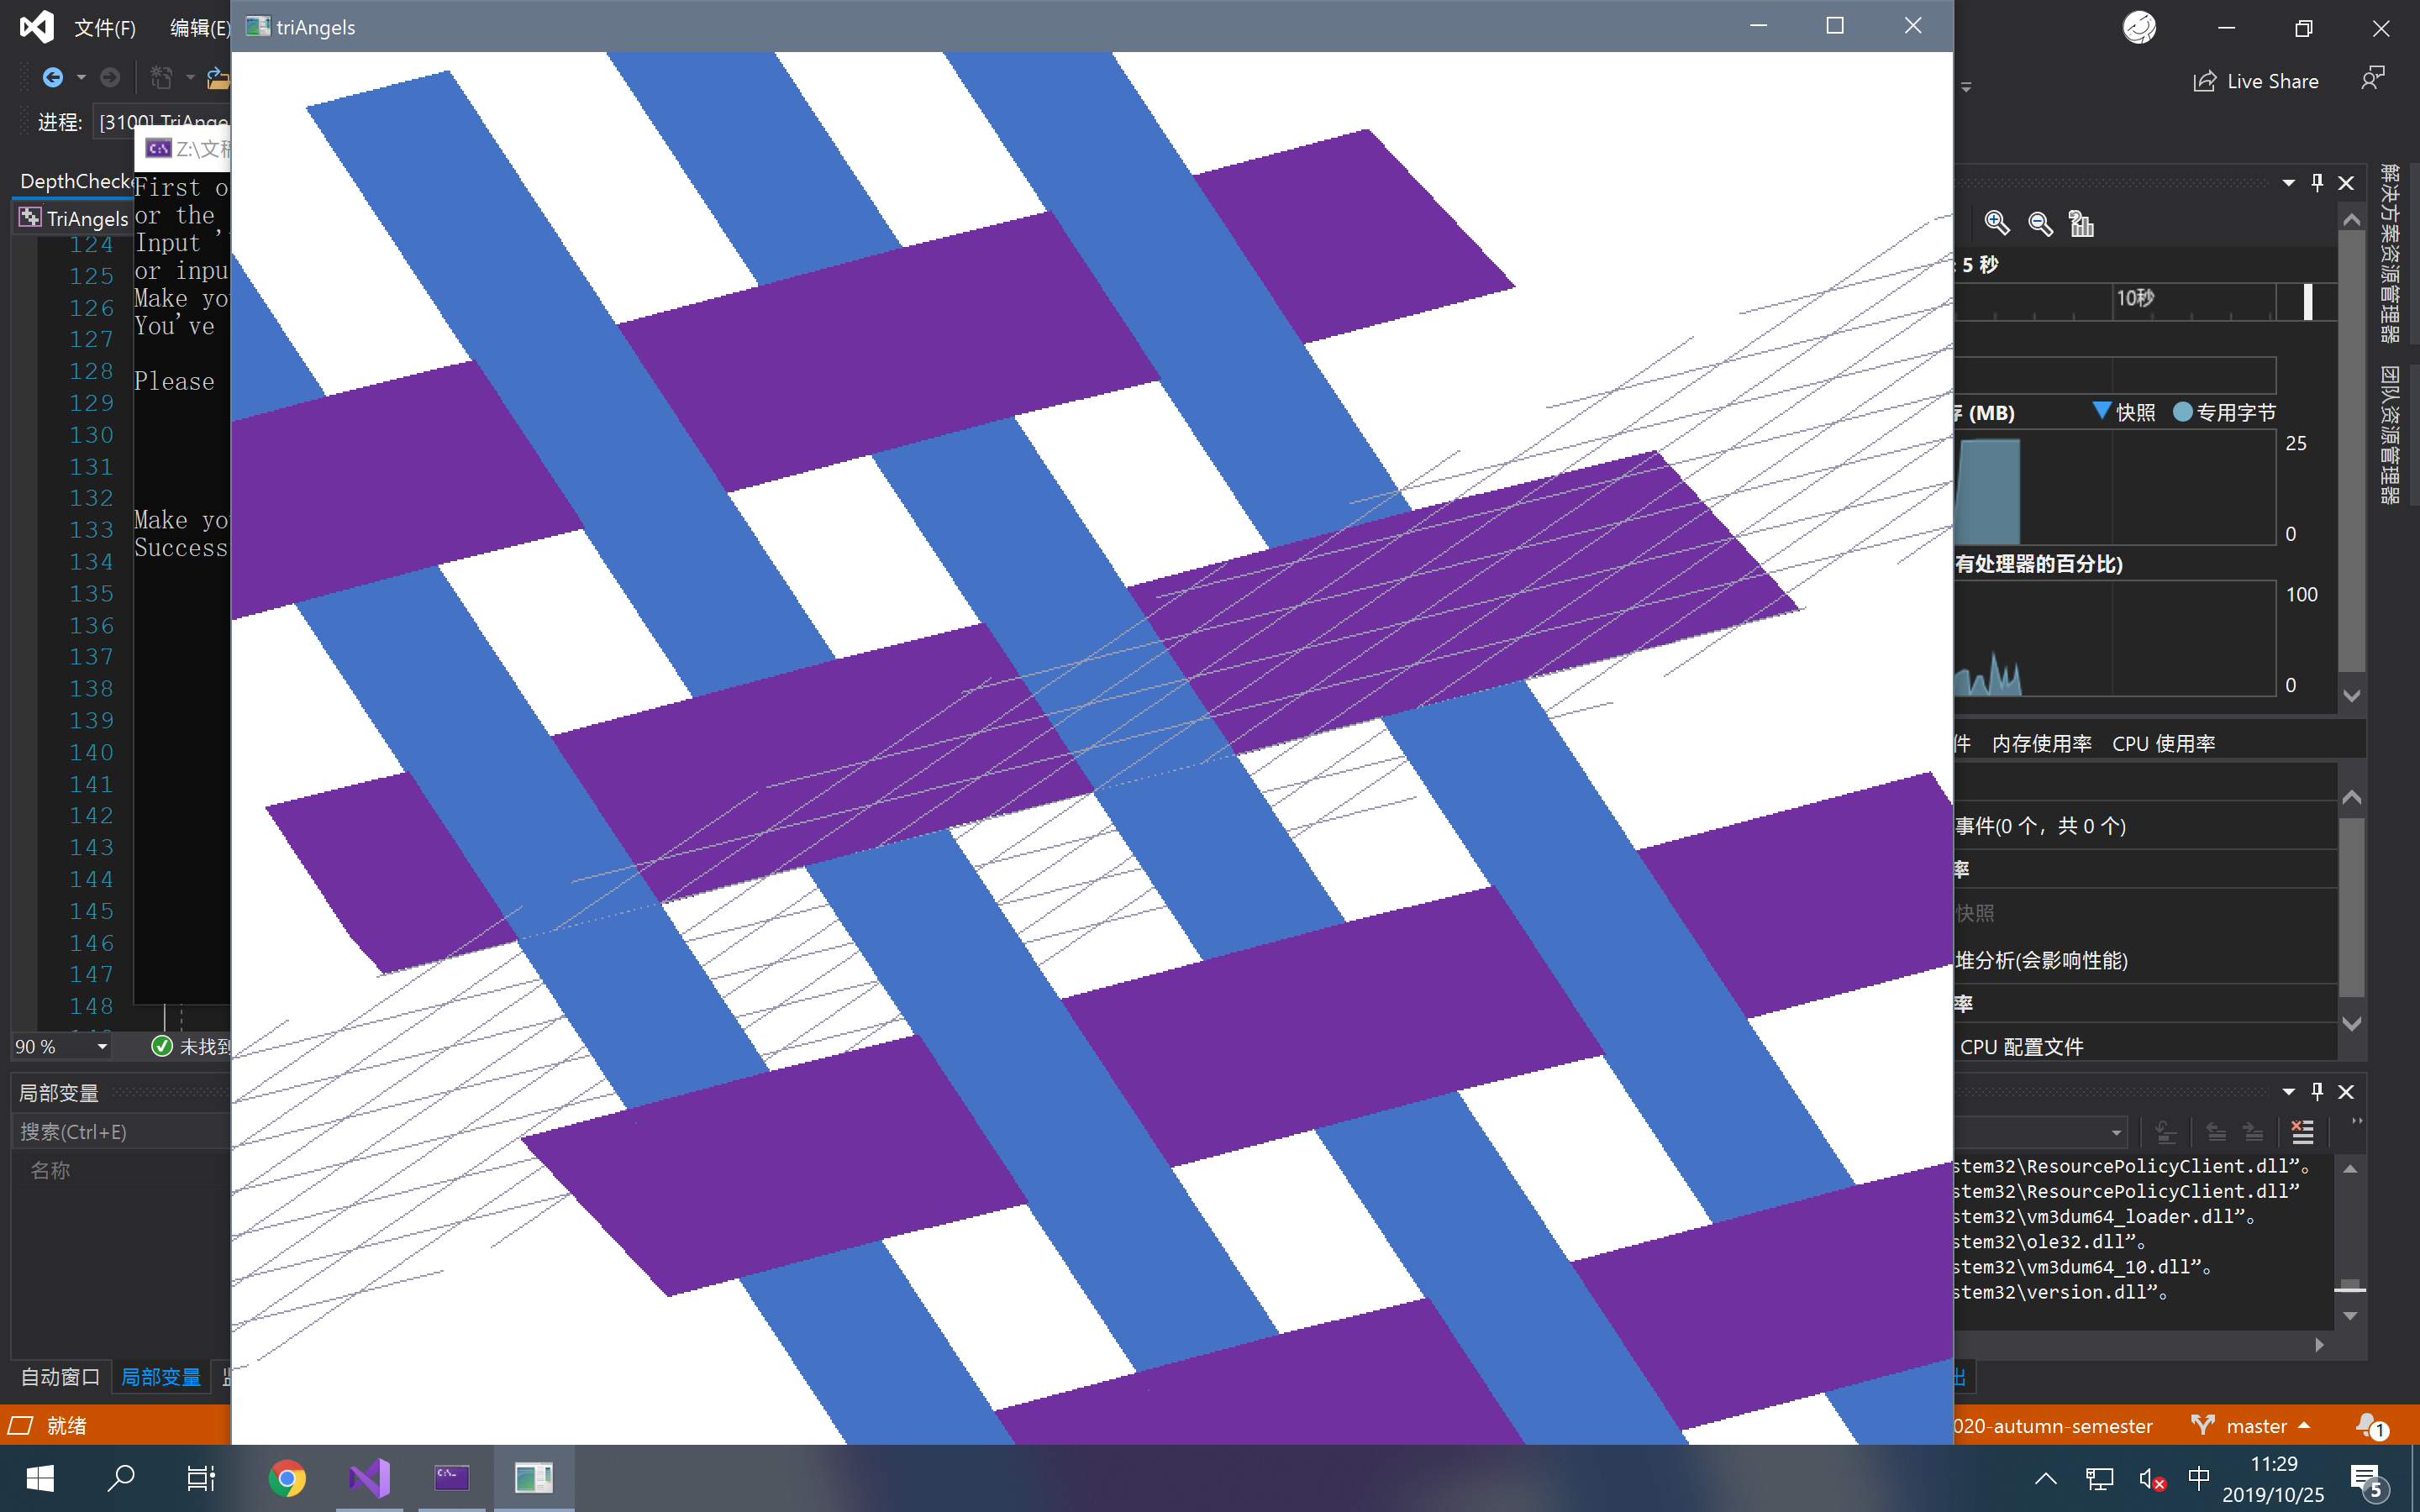 文件(F) 编辑(E)
triAngels
Live Share
进程: [3100] TriAnge
Z:\文稿
DepthChecke
TriAngels
First o
or the
Input '
or inpu
Make yo
You've
Please
Make yo
Success
124
125
126
127
128
129
130
131
132
133
134
135
136
137
138
139
140
141
142
143
144
145
146
147
148
90 %
未找到
局部变量
搜索(Ctrl+E)
名称
自动窗口 局部变量
就绪
5 秒
10秒
(MB) 快照 专用字节
25
0
有处理器的百分比)
100
0
件 内存使用率 CPU 使用率
事件(0 个，共 0 个)
率
快照
堆分析(会影响性能)
率
CPU 配置文件
解决方案资源管理器
团队资源管理器
stem32\ResourcePolicyClient.dll”。
stem32\ResourcePolicyClient.dll”
stem32\vm3dum64_loader.dll”。
stem32\ole32.dll”。
stem32\vm3dum64_10.dll”。
stem32\version.dll”。
出
020-autumn-semester master 1
中
11:29
2019/10/25
5